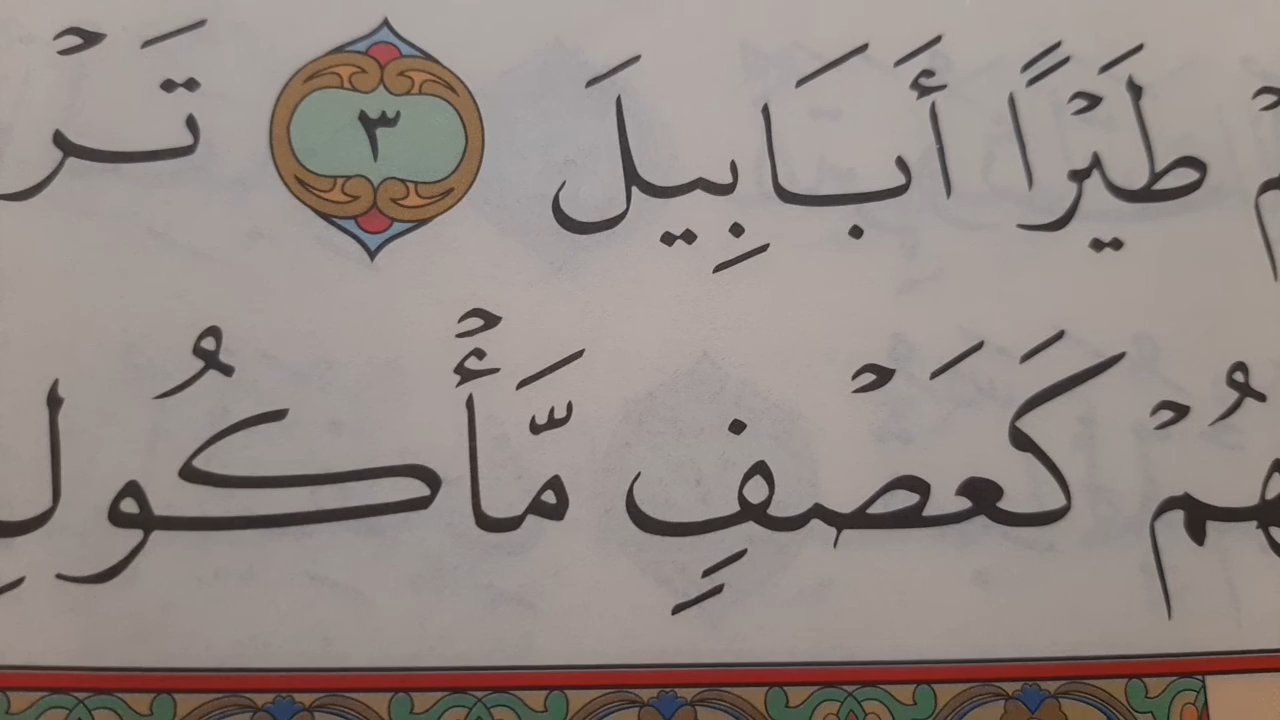 طَيْرًا أَبَابِيلَ ٣ تَرْ
هُمْ كَعَصْفٍ مَّأْكُولِ